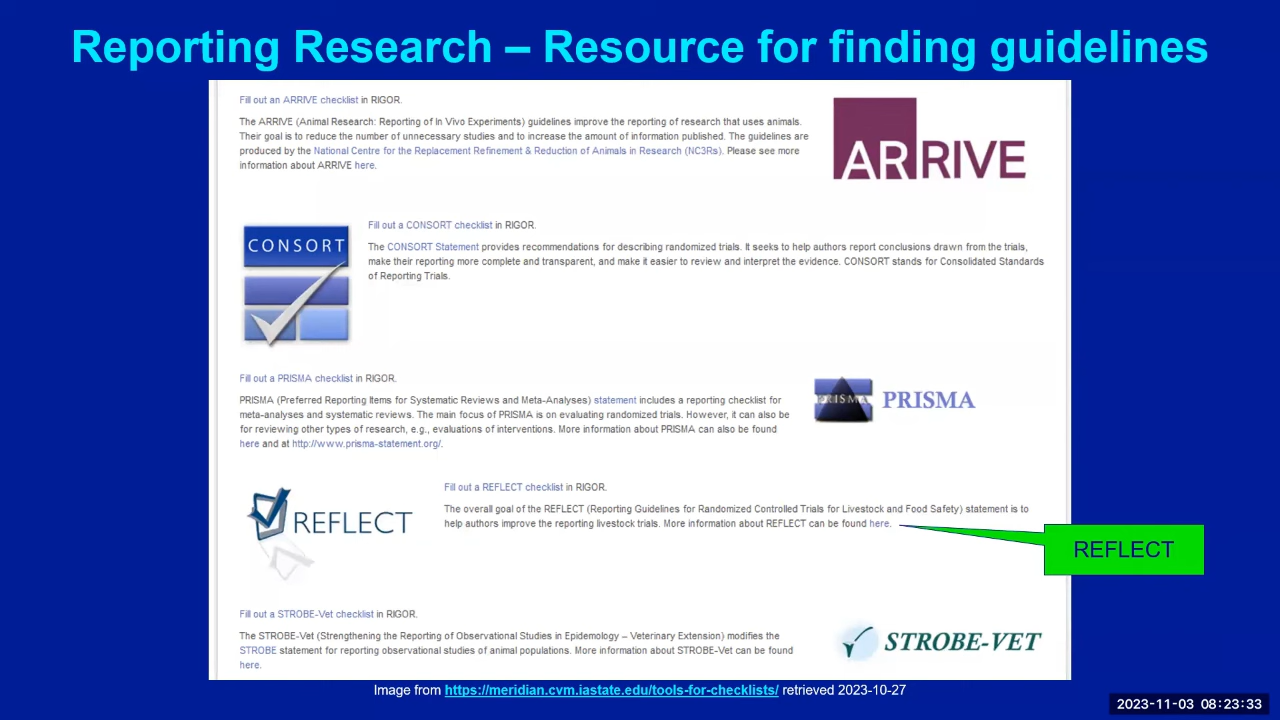 Reporting Research – Resource for finding guidelines
Fill out an ARRIVE checklist in RIGOR.
The ARRIVE (Animal Research: Reporting of In Vivo Experiments) guidelines improve the reporting of research that uses animals.
Their goal is to reduce the number of unnecessary studies and to increase the amount of information published. The guidelines are
produced by the National Centre for the Replacement Refinement & Reduction of Animals in Research (NC3Rs). Please see more
information about ARRIVE here.
ARRIVE
CONSORT
Fill out a CONSORT checklist in RIGOR.
The CONSORT Statement provides recommendations for describing randomized trials. It seeks to help authors report conclusions drawn from the trials,
make their reporting more complete and transparent, and make it easier to review and interpret the evidence. CONSORT stands for Consolidated Standards
of Reporting Trials.
Fill out a PRISMA checklist in RIGOR.
PRISMA (Preferred Reporting Items for Systematic Reviews and Meta-Analyses) statement includes a reporting checklist for
meta-analyses and systematic reviews. The main focus of PRISMA is on evaluating randomized trials. However, it can also be
for reviewing other types of research, e.g., evaluations of interventions. More information about PRISMA can also be found
here and at http://www.prisma-statement.org/.
PRISMA
PRISMA
REFLECT
Fill out a REFLECT checklist in RIGOR.
The overall goal of the REFLECT (Reporting Guidelines for Randomized Controlled Trials for Livestock and Food Safety) statement is to
help authors improve the reporting livestock trials. More information about REFLECT can be found here.
REFLECT
Fill out a STROBE-Vet checklist in RIGOR.
The STROBE-Vet (Strengthening the Reporting of Observational Studies in Epidemiology – Veterinary Extension) modifies the
STROBE statement for reporting observational studies of animal populations. More information about STROBE-Vet can be found
here.
STROBE-VET
Image from https://meridian.cvm.iastate.edu/tools-for-checklists/ retrieved 2023-10-27
2023-11-03 08:23:33